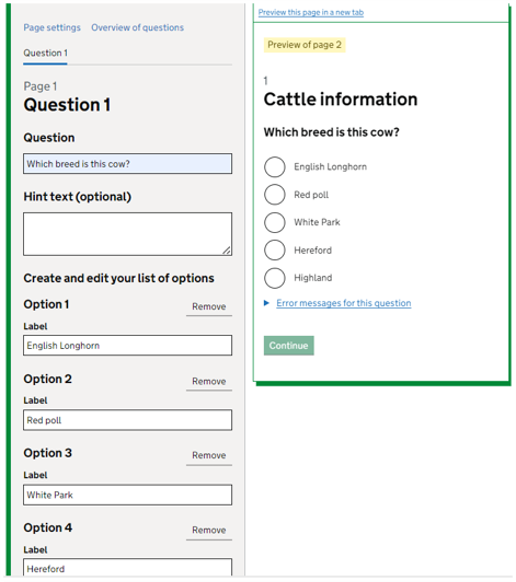 Page settings Overview of questions
Question 1
Page 1
Question 1
Question
Which breed is this cow?
Hint text (optional)
Create and edit your list of options
Option 1
Remove
Label
English Longhorn
Option 2
Remove
Label
Red poll
Option 3
Remove
Label
White Park
Option 4
Remove
Label
Hereford
Preview this page in a new tab
Preview of page 2
1
Cattle information
Which breed is this cow?
English Longhorn
Red poll
White Park
Hereford
Highland
Error messages for this question
Continue